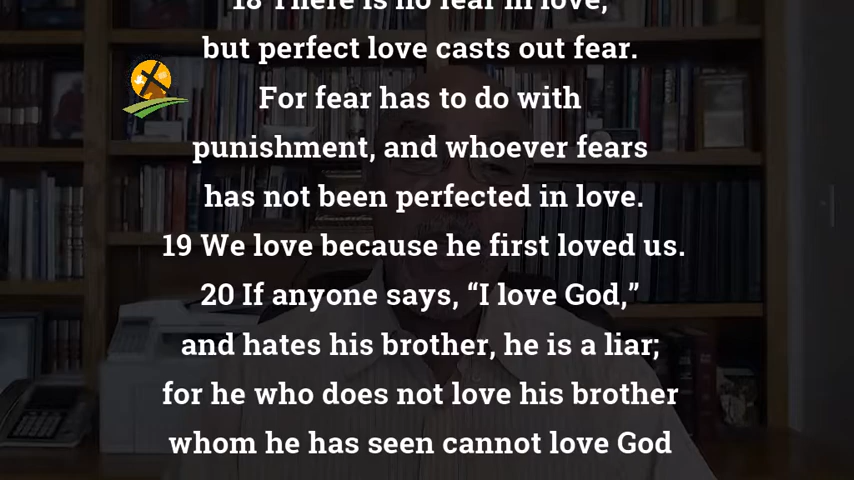 18 There is no fear in love,
but perfect love casts out fear.
For fear has to do with
punishment, and whoever fears
has not been perfected in love.
19 We love because he first loved us.
20 If anyone says, “I love God,”
and hates his brother, he is a liar;
for he who does not love his brother
whom he has seen cannot love God